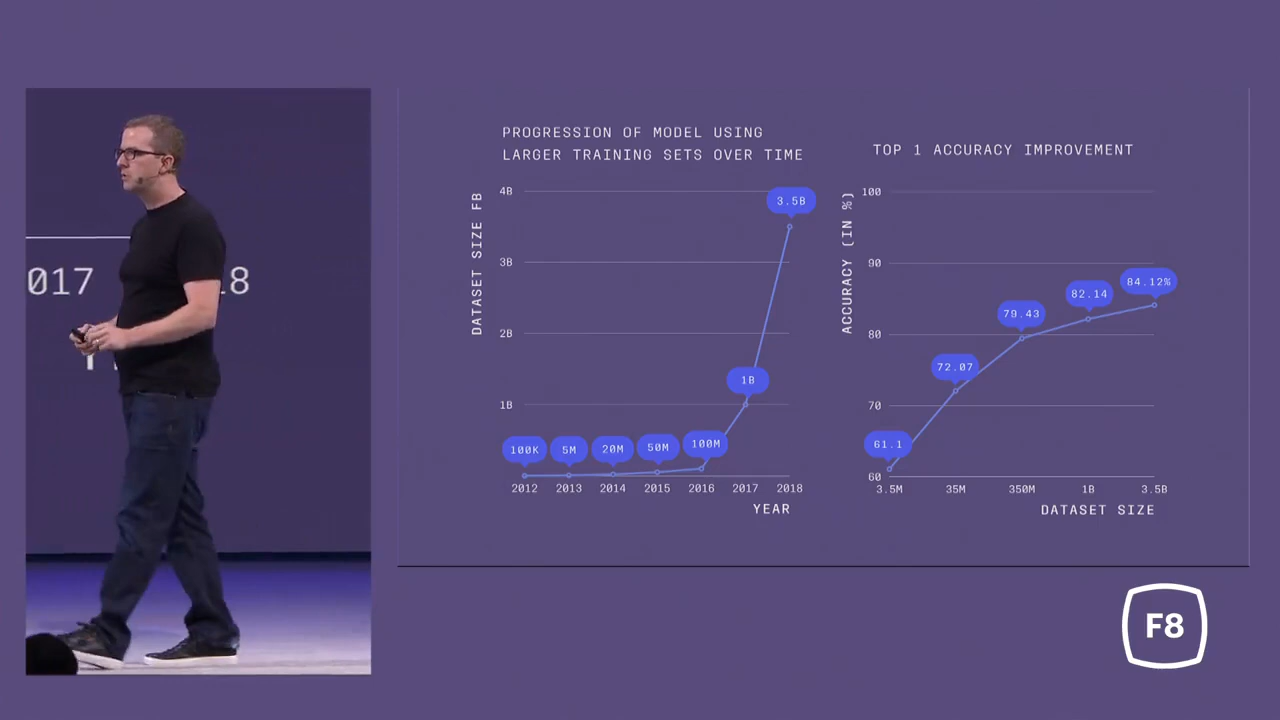 017
18
PROGRESSION OF MODEL USING
LARGER TRAINING SETS OVER TIME
DATASET SIZE FB
4B
3B
2B
1B
100K
5M
20M
50M
100M
1B
3.5B
2012 2013 2014 2015 2016 2017 2018
YEAR
TOP 1 ACCURACY IMPROVEMENT
ACCURACY (IN %)
100
90
80
70
60
61.1
72.07
79.43
82.14
84.12%
3.5M 35M 350M 1B 3.5B
DATASET SIZE
F8